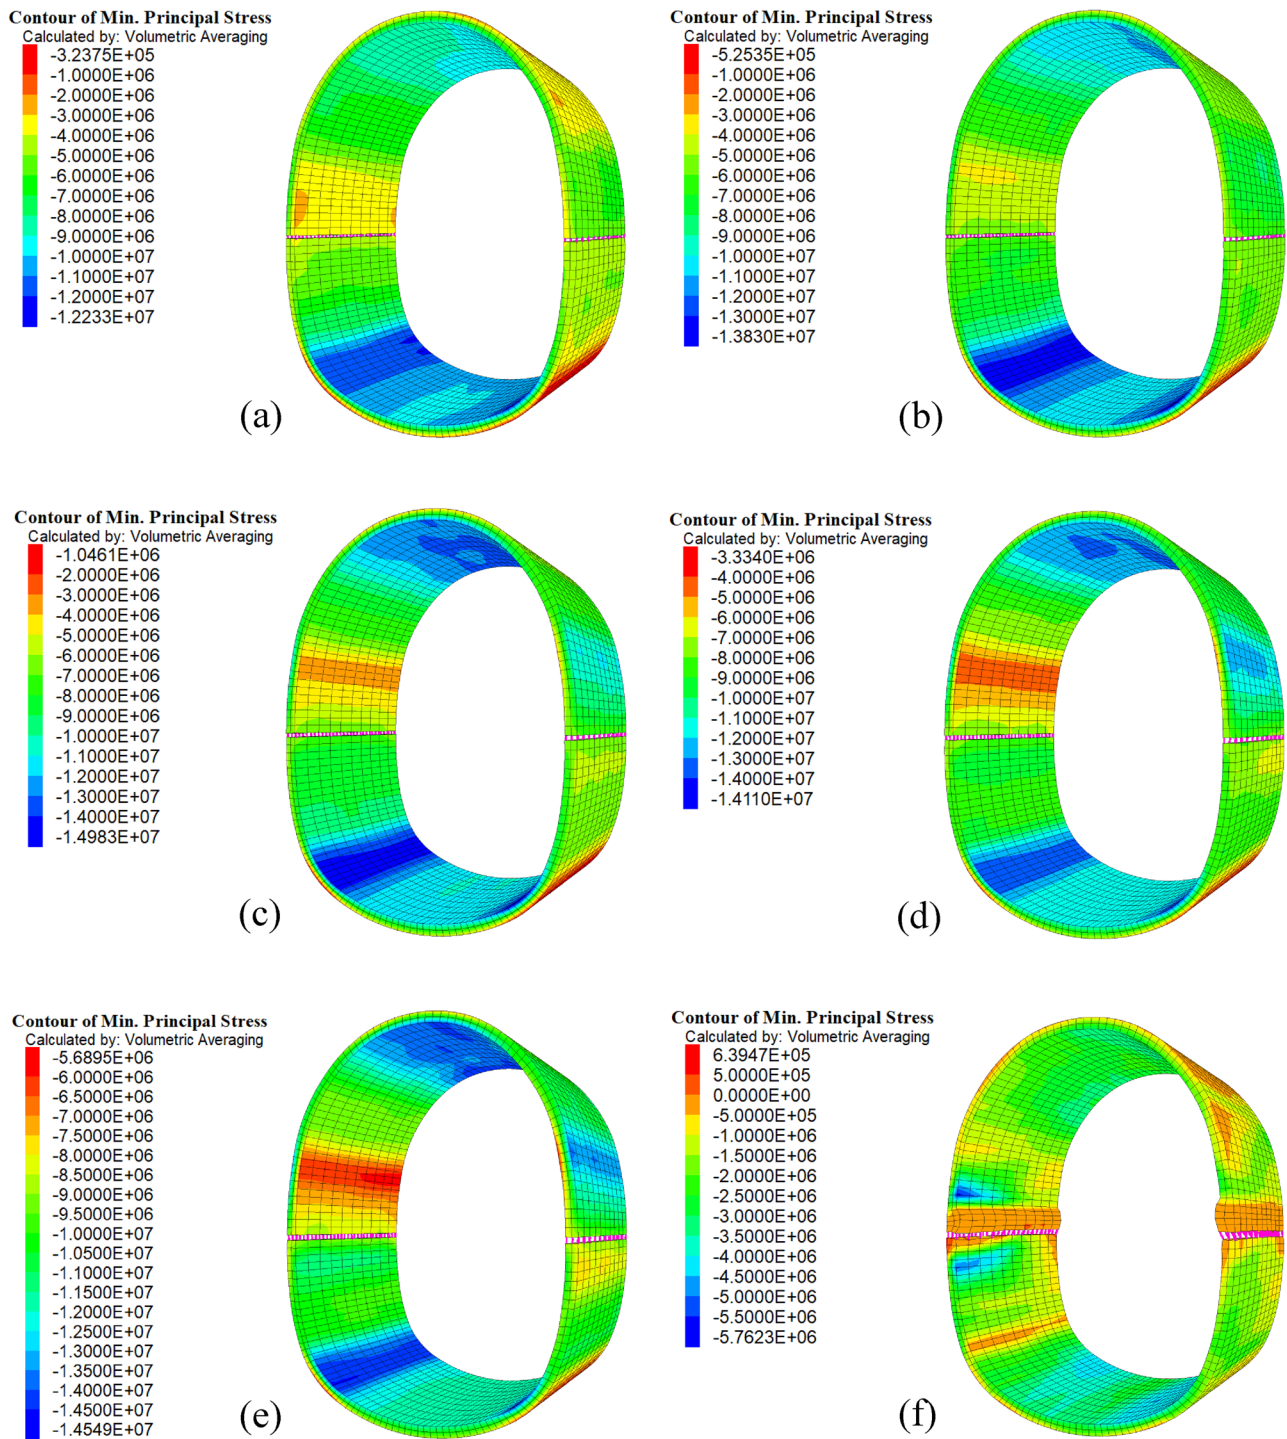 Contour of Min. Principal Stress
Calculated by: Volumetric Averaging
-3.2375E+05
-1.0000E+06
-2.0000E+06
-3.0000E+06
-4.0000E+06
-5.0000E+06
-6.0000E+06
-7.0000E+06
-8.0000E+06
-9.0000E+06
-1.0000E+07
-1.1000E+07
-1.2000E+07
-1.2233E+07
(a)
Contour of Min. Principal Stress
Calculated by: Volumetric Averaging
-5.2535E+05
-1.0000E+06
-2.0000E+06
-3.0000E+06
-4.0000E+06
-5.0000E+06
-6.0000E+06
-7.0000E+06
-8.0000E+06
-9.0000E+06
-1.0000E+07
-1.1000E+07
-1.2000E+07
-1.3000E+07
-1.3830E+07
(b)
Contour of Min. Principal Stress
Calculated by: Volumetric Averaging
-1.0461E+06
-2.0000E+06
-3.0000E+06
-4.0000E+06
-5.0000E+06
-6.0000E+06
-7.0000E+06
-8.0000E+06
-9.0000E+06
-1.0000E+07
-1.1000E+07
-1.2000E+07
-1.3000E+07
-1.4000E+07
-1.4983E+07
(c)
Contour of Min. Principal Stress
Calculated by: Volumetric Averaging
-3.3340E+06
-4.0000E+06
-5.0000E+06
-6.0000E+06
-7.0000E+06
-8.0000E+06
-9.0000E+06
-1.0000E+07
-1.1000E+07
-1.2000E+07
-1.3000E+07
-1.4000E+07
-1.4110E+07
(d)
Contour of Min. Principal Stress
Calculated by: Volumetric Averaging
-5.6895E+06
-6.0000E+06
-6.5000E+06
-7.0000E+06
-7.5000E+06
-8.0000E+06
-8.5000E+06
-9.0000E+06
-9.5000E+06
-1.0000E+07
-1.0500E+07
-1.1000E+07
-1.1500E+07
-1.2000E+07
-1.2500E+07
-1.3000E+07
-1.3500E+07
-1.4000E+07
-1.4500E+07
-1.4549E+07
(e)
Contour of Min. Principal Stress
Calculated by: Volumetric Averaging
6.3947E+05
5.0000E+05
0.0000E+00
-5.0000E+05
-1.0000E+06
-1.5000E+06
-2.0000E+06
-2.5000E+06
-3.0000E+06
-3.5000E+06
-4.0000E+06
-4.5000E+06
-5.0000E+06
-5.5000E+06
-5.7623E+06
(f)